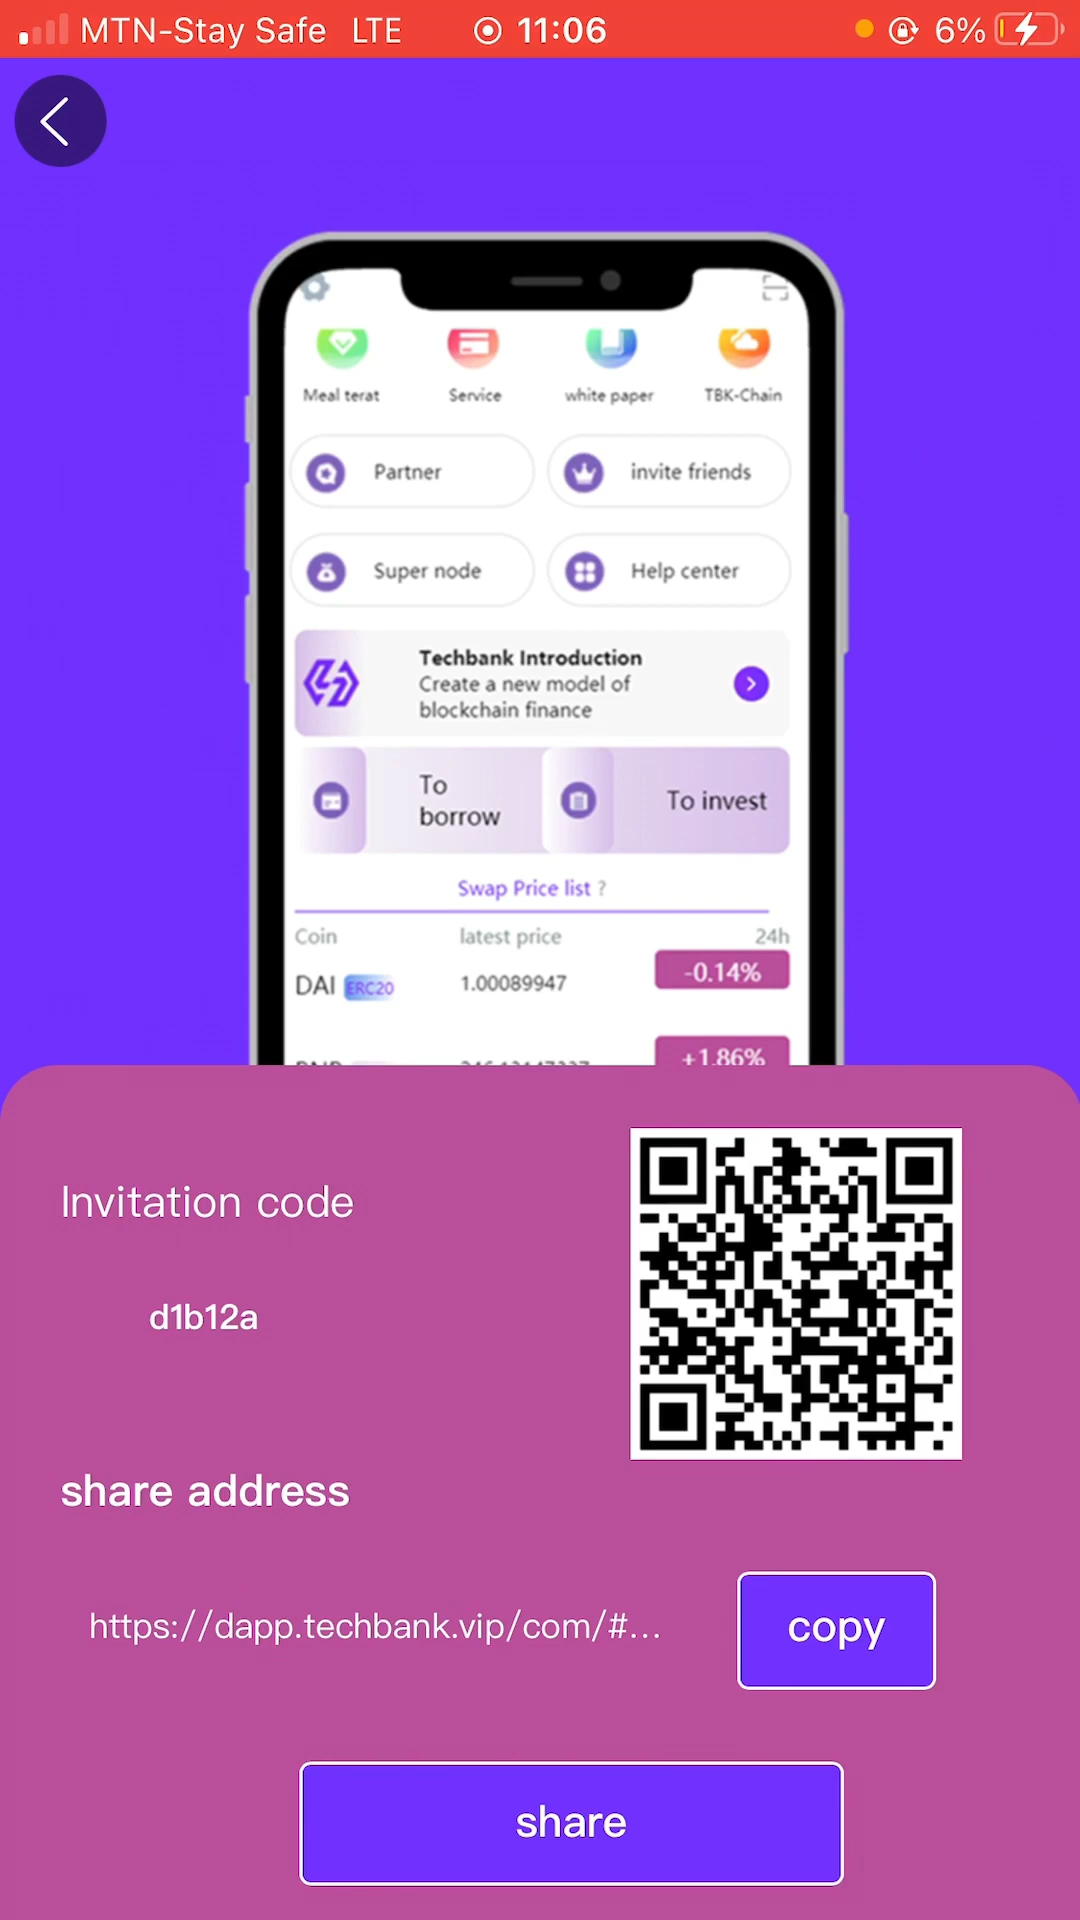 MTN-Stay Safe LTE 11:06 6%
Meal terat Service white paper TBK-Chain
Partner invite friends
Super node Help center
Techbank Introduction
Create a new model of
blockchain finance
To
borrow
To invest
Swap Price list ?
Coin latest price 24h
DAI ERC20 1.00089947 -0.14%
+1.86%
Invitation code
d1b12a
share address
https://dapp.techbank.vip/com/#...
copy
share